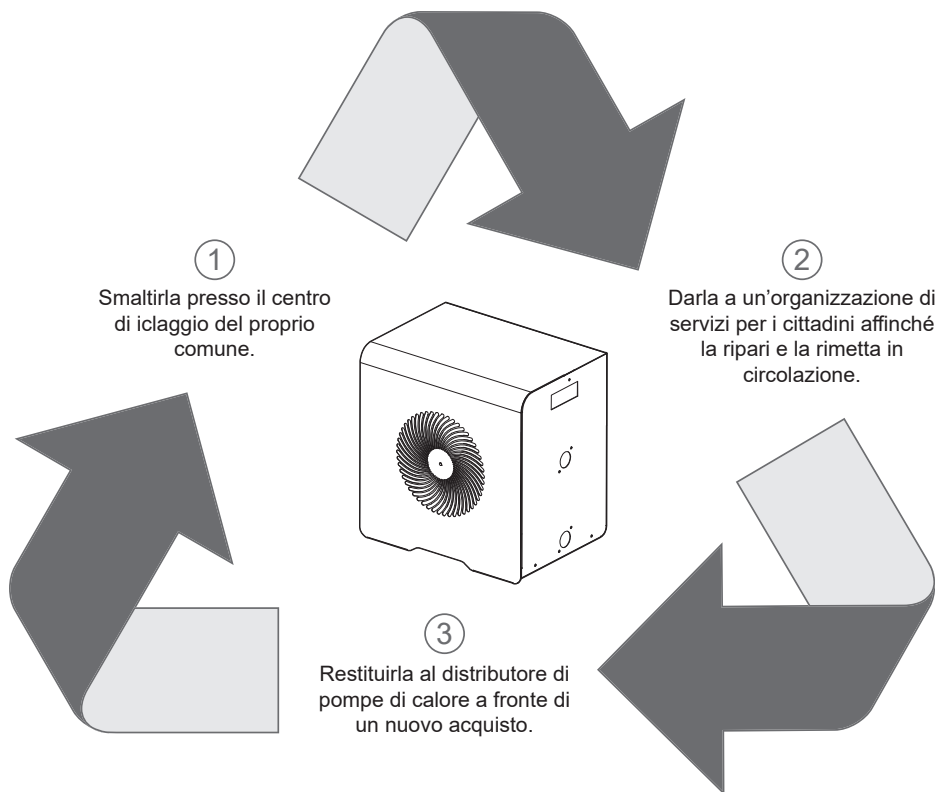 1
Smaltirla presso il centro
di iclaggio del proprio
comune.
2
Darla a un’organizzazione di
servizi per i cittadini affinché
la ripari e la rimetta in
circolazione.
3
Restituirla al distributore di
pompe di calore a fronte di
un nuovo acquisto.